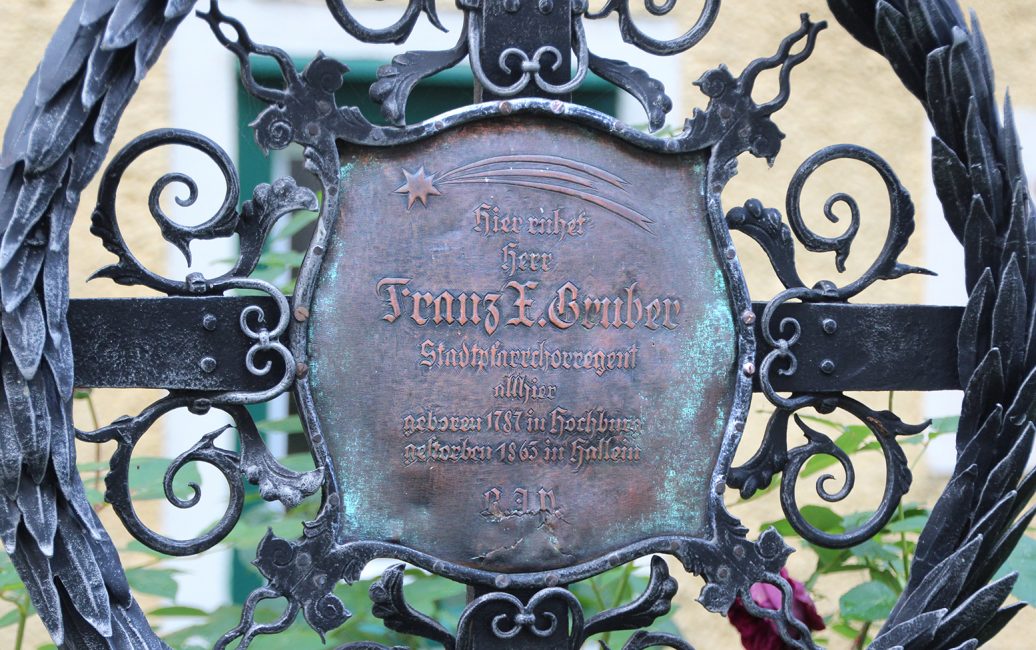 Hier ruhet
Herr
Franz X. Gruber
Stadtpfarrchorregent
allhier
geboren 1787 in Hochburg
gestorben 1863 in Hallein
R.I.P.